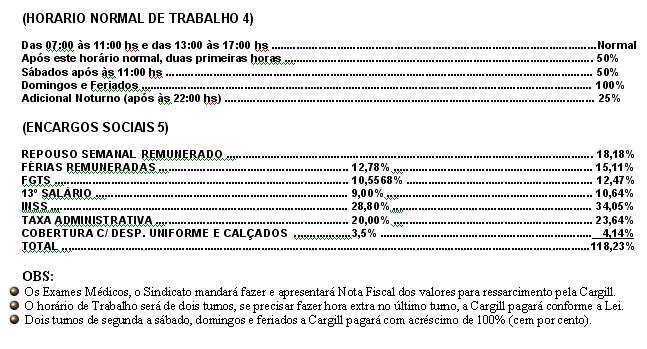 (HORARIO NORMAL DE TRABALHO 4)
Das 07:00 às 11:00 hs e das 13:00 às 17:00 hs ........................Normal
Após este horário normal, duas primeiras horas ........................ 50%
Sábados após às 11:00 hs ........................ 50%
Domingos e Feriados ........................ 100%
Adicional Noturno (após às 22:00 hs) ........................ 25%
(ENCARGOS SOCIAIS 5)
REPOUSO SEMANAL REMUNERADO ........................ 18,18%
FÉRIAS REMUNERADAS ........................ 12,78% ........................ 15,11%
FGTS ........................ 10,5568% ........................ 12,47%
13º SALÁRIO ........................ 9,00% ........................ 10,64%
INSS ........................ 28,80% ........................ 34,05%
TAXA ADMINISTRATIVA ........................ 20,00% ........................ 23,64%
COBERTURA C/ DESP. UNIFORME E CALÇADOS ................3,5% ........................ 4,14%
TOTAL ........................ 118,23%
OBS:
Os Exames Médicos, o Sindicato mandará fazer e apresentará Nota Fiscal dos valores para ressarcimento pela Cargill.
O horário de Trabalho será de dois turnos, se precisar fazer hora extra no último turno, a Cargill pagará conforme a Lei.
Dois turnos de segunda a sábado, domingos e feriados a Cargill pagará com acréscimo de 100% (cem por cento).